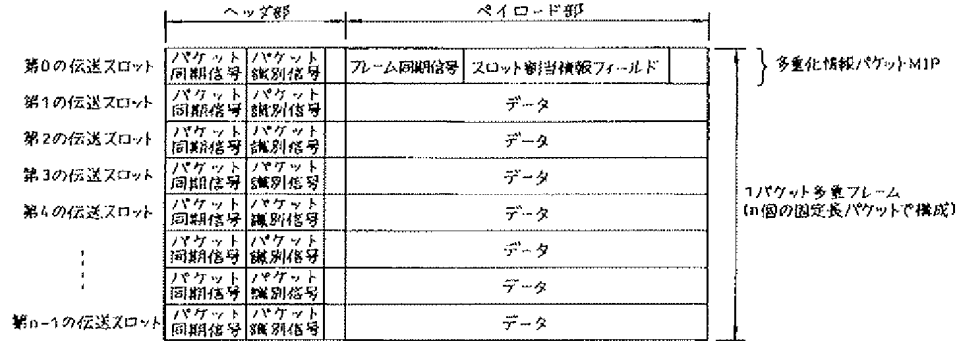 ヘッダ部 ペイロード部
第0の伝送スロット パケット同期信号 パケット識別信号 フレーム同期信号 スロット割当情報フィールド 多重化情報パケットMIP
第1の伝送スロット パケット同期信号 パケット識別信号 データ
第2の伝送スロット パケット同期信号 パケット識別信号 データ
第3の伝送スロット パケット同期信号 パケット識別信号 データ
第4の伝送スロット パケット同期信号 パケット識別信号 データ
パケット同期信号 パケット識別信号 データ
パケット同期信号 パケット識別信号 データ
第n-1の伝送スロット パケット同期信号 パケット識別信号 データ
1パケット多重フレーム
(n個の固定長パケットで構成)